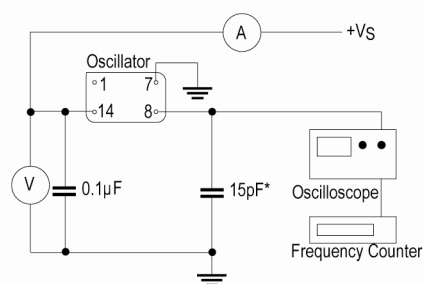 A
+VS
Oscillator
1 7
14 8
V
0.1µF
15pF*
Oscilloscope
Frequency Counter